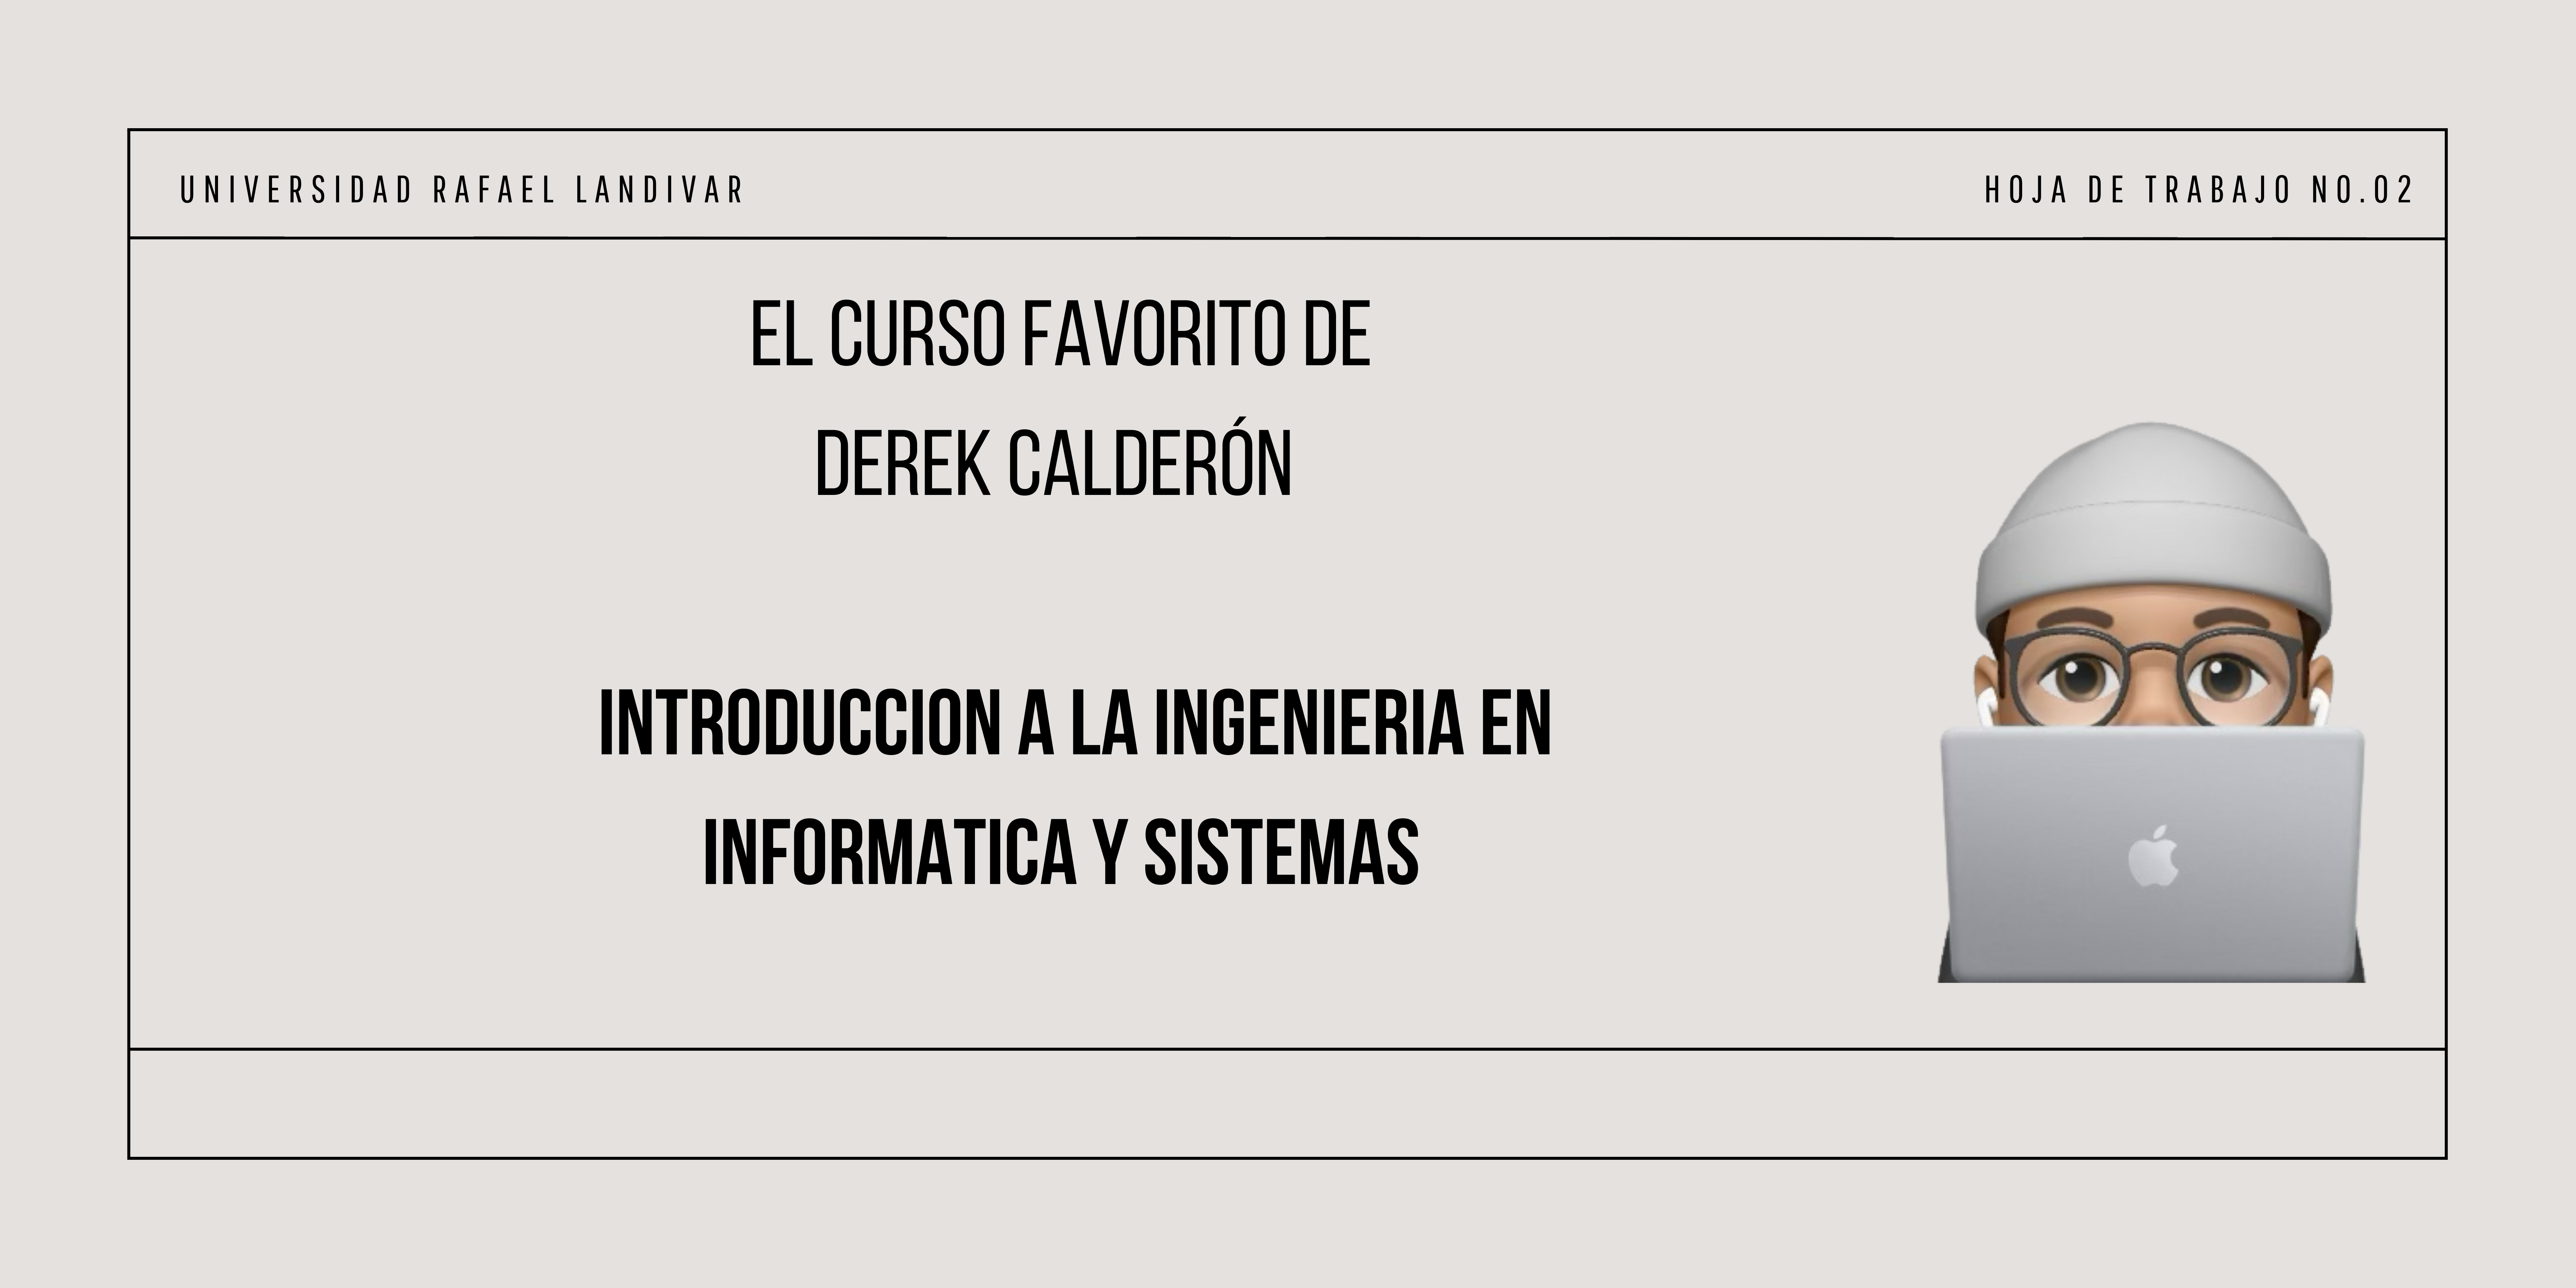 UNIVERSIDAD RAFAEL LANDIVAR
HOJA DE TRABAJO NO.02
EL CURSO FAVORITO DE
DEREK CALDERÓN
INTRODUCCION A LA INGENIERIA EN
INFORMATICA Y SISTEMAS